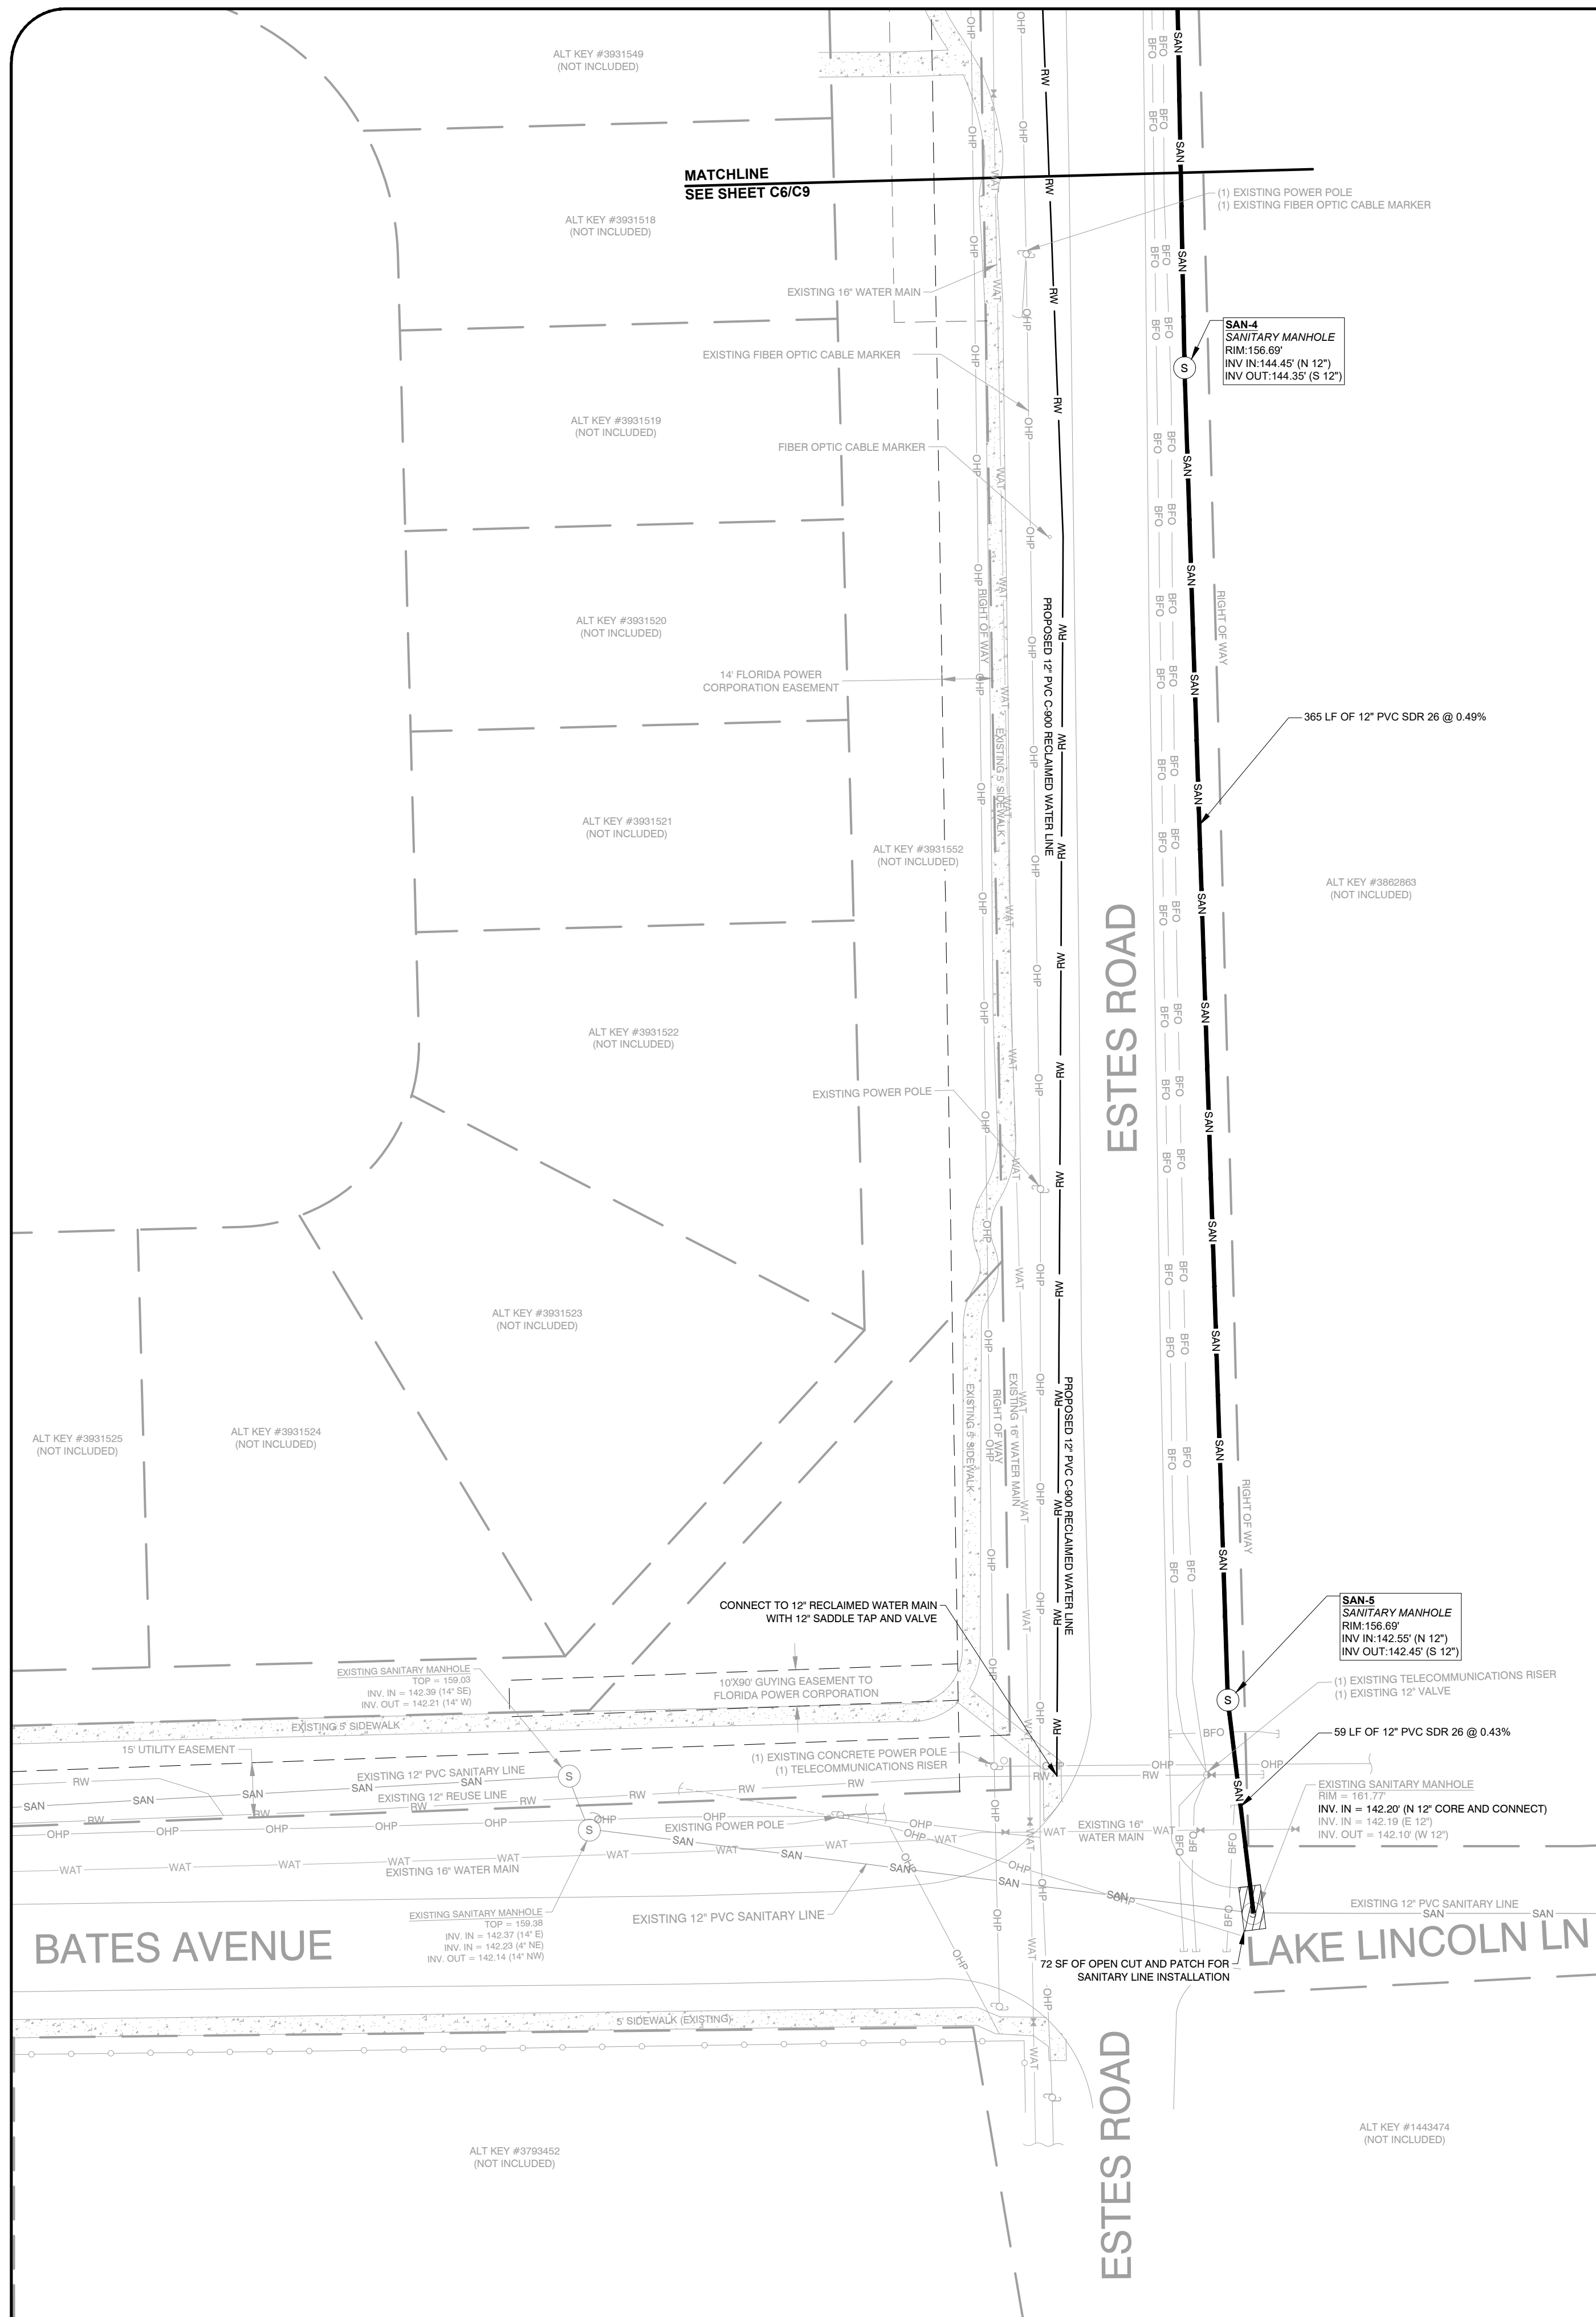 ALT KEY #3931549
(NOT INCLUDED)
MATCHLINE
SEE SHEET C6/C9
(1) EXISTING POWER POLE
(1) EXISTING FIBER OPTIC CABLE MARKER
ALT KEY #3931518
(NOT INCLUDED)
EXISTING 16" WATER MAIN
SAN-4
SANITARY MANHOLE
RIM:156.69'
INV IN:144.45' (N 12")
INV OUT:144.35' (S 12")
S
EXISTING FIBER OPTIC CABLE MARKER
ALT KEY #3931519
(NOT INCLUDED)
FIBER OPTIC CABLE MARKER
ALT KEY #3931520
(NOT INCLUDED)
RIGHT OF WAY
RIGHT OF WAY
PROPOSED 12" PVC C-900 RECLAIMED WATER LINE
14' FLORIDA POWER
CORPORATION EASEMENT
365 LF OF 12" PVC SDR 26 @ 0.49%
EXISTING 5' SIDEWALK
ALT KEY #3931521
(NOT INCLUDED)
ALT KEY #3931552
(NOT INCLUDED)
ALT KEY #3862863
(NOT INCLUDED)
ESTES ROAD
ALT KEY #3931522
(NOT INCLUDED)
EXISTING POWER POLE
ALT KEY #3931523
(NOT INCLUDED)
ALT KEY #3931525
(NOT INCLUDED)
ALT KEY #3931524
(NOT INCLUDED)
EXISTING 5' SIDEWALK
RIGHT OF WAY
EXISTING 16" WATER MAIN
PROPOSED 12" PVC C-900 RECLAIMED WATER LINE
RIGHT OF WAY
CONNECT TO 12" RECLAIMED WATER MAIN
WITH 12" SADDLE TAP AND VALVE
SAN-5
SANITARY MANHOLE
RIM:156.69'
INV IN:142.55' (N 12")
INV OUT:142.45' (S 12")
S
EXISTING SANITARY MANHOLE
TOP = 159.03
INV. IN = 142.39 (14" SE)
INV. OUT = 142.21 (14" W)
10'X90' GUYING EASEMENT TO
FLORIDA POWER CORPORATION
(1) EXISTING TELECOMMUNICATIONS RISER
(1) EXISTING 12" VALVE
EXISTING 5' SIDEWALK
59 LF OF 12" PVC SDR 26 @ 0.43%
15' UTILITY EASEMENT
(1) EXISTING CONCRETE POWER POLE
(1) TELECOMMUNICATIONS RISER
EXISTING 12" PVC SANITARY LINE
S
EXISTING 12" REUSE LINE
EXISTING SANITARY MANHOLE
RIM = 161.77'
INV. IN = 142.20' (N 12" CORE AND CONNECT)
INV. IN = 142.19 (E 12")
INV. OUT = 142.10' (W 12")
EXISTING POWER POLE
S
EXISTING 16"
WATER MAIN
EXISTING 16" WATER MAIN
EXISTING 12" PVC SANITARY LINE
EXISTING 12" PVC SANITARY LINE
EXISTING SANITARY MANHOLE
TOP = 159.38
INV. IN = 142.37 (14" E)
INV. IN = 142.23 (4" NE)
INV. OUT = 142.14 (14" NW)
BATES AVENUE
LAKE LINCOLN LN
72 SF OF OPEN CUT AND PATCH FOR
SANITARY LINE INSTALLATION
5' SIDEWALK (EXISTING)
ESTES ROAD
ALT KEY #1443474
(NOT INCLUDED)
ALT KEY #3793452
(NOT INCLUDED)
OHP
WAT
RW
BFO
SAN